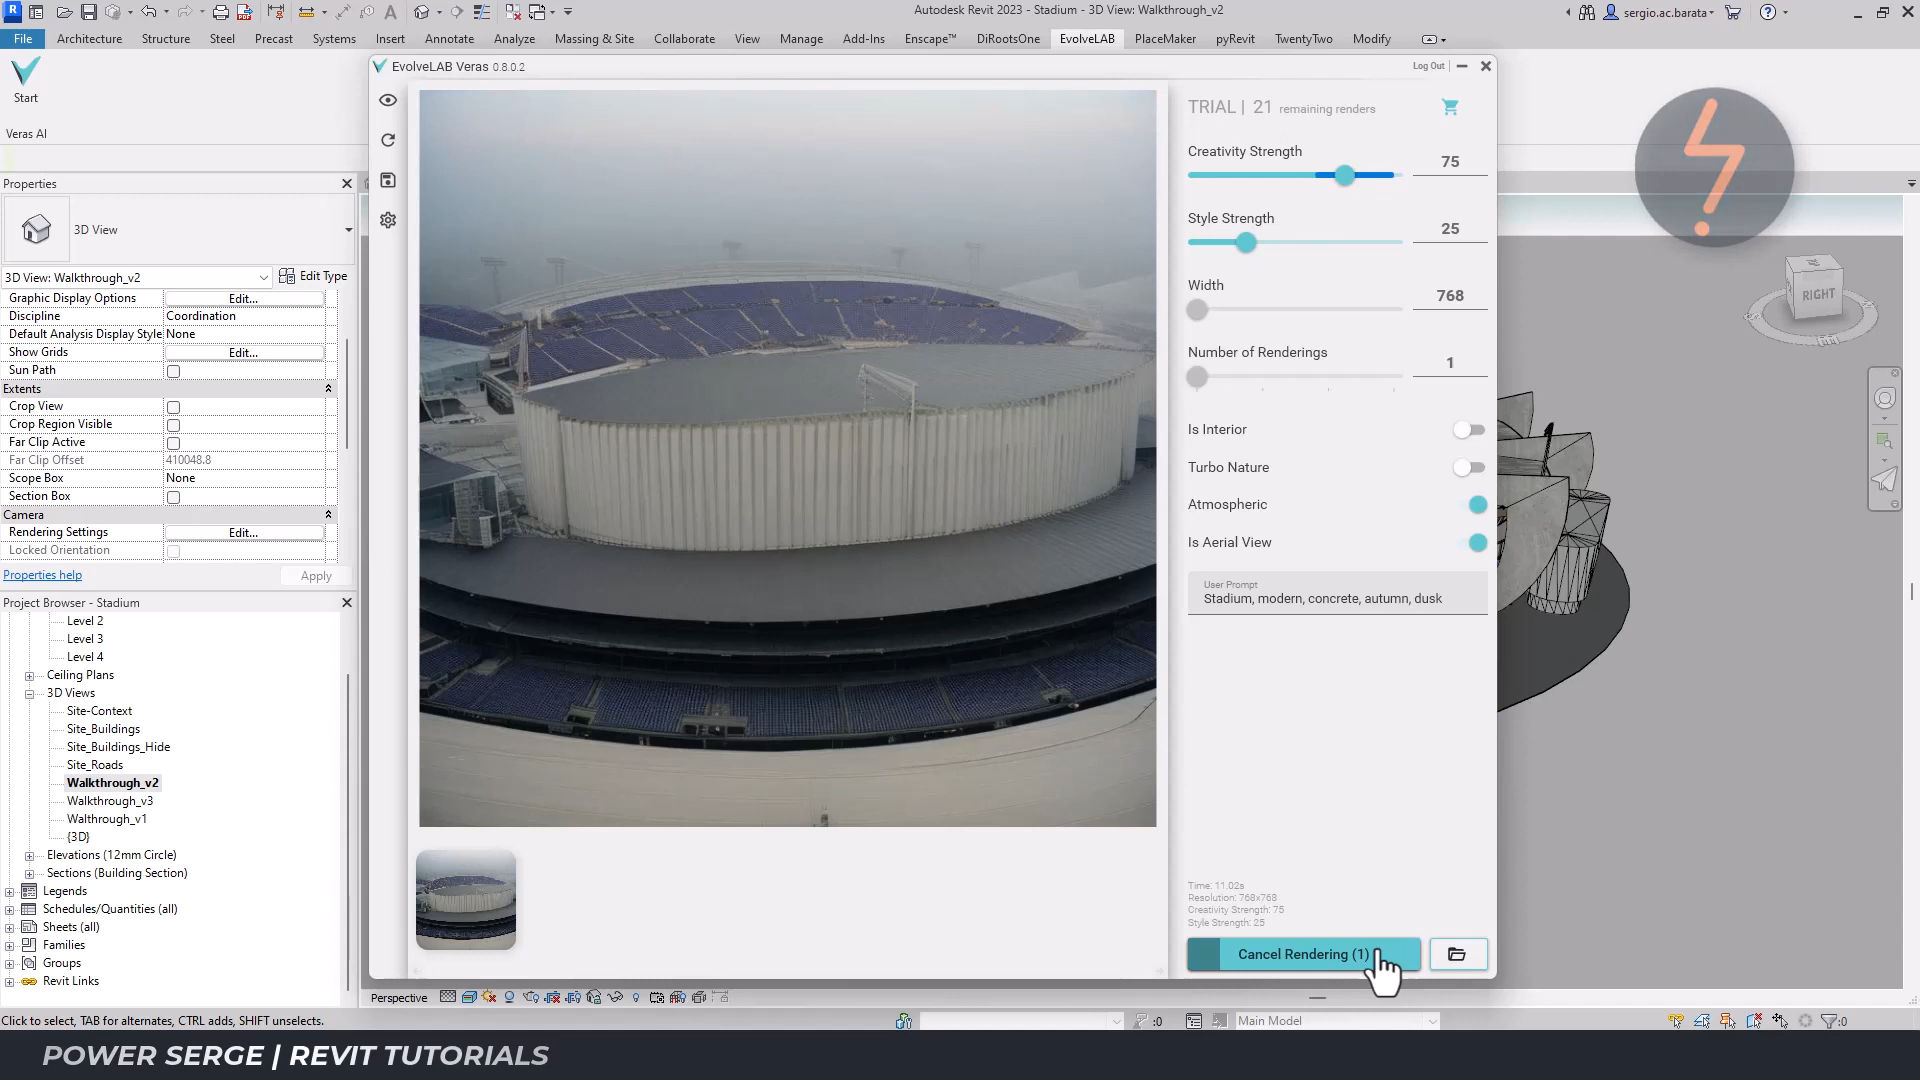 Autodesk Revit 2023 - Stadium - 3D View: Walkthrough_v2
sergio.ac.barata
File Architecture Structure Steel Precast Systems Insert Annotate Analyze Massing & Site Collaborate View Manage Add-Ins Enscape™ DiRootsOne EvolveLAB PlaceMaker pyRevit TwentyTwo Modify
Start
Veras AI
Properties
3D View
3D View: Walkthrough_v2
Edit Type
Graphic Display Options Edit...
Discipline Coordination
Default Analysis Display Style None
Show Grids Edit...
Sun Path
Extents
Crop View
Crop Region Visible
Far Clip Active
Far Clip Offset 410048.8
Scope Box None
Section Box
Camera
Rendering Settings Edit...
Locked Orientation
Properties help
Apply
Project Browser - Stadium
Level 2
Level 3
Level 4
Ceiling Plans
3D Views
Site-Context
Site_Buildings
Site_Buildings_Hide
Site_Roads
Walkthrough_v2
Walkthrough_v3
Walthrough_v1
{3D}
Elevations (12mm Circle)
Sections (Building Section)
Legends
Schedules/Quantities (all)
Sheets (all)
Families
Groups
Revit Links
EvolveLAB Veras 0.8.0.2
Log Out
TRIAL | 21 remaining renders
Creativity Strength
75
Style Strength
25
Width
768
Number of Renderings
1
Is Interior
Turbo Nature
Atmospheric
Is Aerial View
User Prompt
Stadium, modern, concrete, autumn, dusk
Time: 11.02s
Resolution: 768x768
Creativity Strength: 75
Style Strength: 25
Cancel Rendering (1)
RIGHT
Perspective
Click to select, TAB for alternates, CTRL adds, SHIFT unselects.
:0
Main Model
:0
POWER SERGE | REVIT TUTORIALS